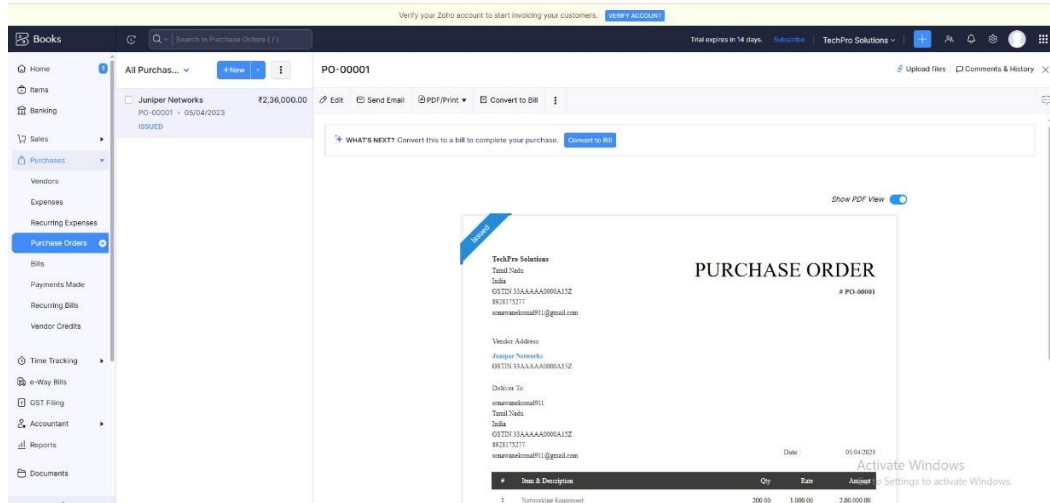 Verify your Zoho account to start invoicing your customers. VERIFY ACCOUNT
Books
Search in Purchase Orders ( / )
Trial expires in 14 days. Subscribe
TechPro Solutions
Home 1
Items
Banking
Sales
Purchases
Vendors
Expenses
Recurring Expenses
Purchase Orders
Bills
Payments Made
Recurring Bills
Vendor Credits
Time Tracking
e-Way Bills
GST Filing
Accountant
Reports
Documents
All Purchas...
+New
Juniper Networks ₹2,36,000.00
PO-00001 - 05/04/2023
ISSUED
PO-00001
Upload files Comments & History
Edit Send Email PDF/Print Convert to Bill
WHAT'S NEXT? Convert this to a bill to complete your purchase. Convert to Bill
Show PDF View
Issued
TechPro Solutions
Tamil Nadu
India
GSTIN 33AAAAA0000A15Z
8928175277
sonavanekomal911@gmail.com
PURCHASE ORDER
# PO-00001
Vendor Address
Juniper Networks
GSTIN 33AAAAA0000A15Z
Deliver To
sonavanekomal911
Tamil Nadu
India
GSTIN 33AAAAA0000A15Z
8928175277
sonavanekomal911@gmail.com
Date : 05/04/2023
# Item & Description Qty Rate Amount
1 Networking Equipment 200.00 1,000.00 2,00,000.00
Activate Windows
to Settings to activate Windows.